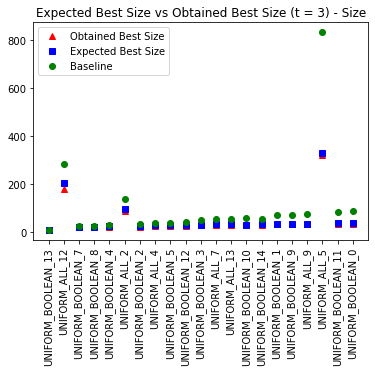 Expected Best Size vs Obtained Best Size (t = 3) - Size
Obtained Best Size
Expected Best Size
Baseline
800
600
400
200
0
UNIFORM_BOOLEAN_13
UNIFORM_ALL_12
UNIFORM_BOOLEAN_7
UNIFORM_BOOLEAN_8
UNIFORM_BOOLEAN_4
UNIFORM_ALL_2
UNIFORM_BOOLEAN_2
UNIFORM_ALL_4
UNIFORM_BOOLEAN_5
UNIFORM_BOOLEAN_12
UNIFORM_BOOLEAN_3
UNIFORM_ALL_7
UNIFORM_ALL_13
UNIFORM_BOOLEAN_10
UNIFORM_BOOLEAN_14
UNIFORM_BOOLEAN_1
UNIFORM_BOOLEAN_9
UNIFORM_ALL_9
UNIFORM_ALL_5
UNIFORM_BOOLEAN_11
UNIFORM_BOOLEAN_0